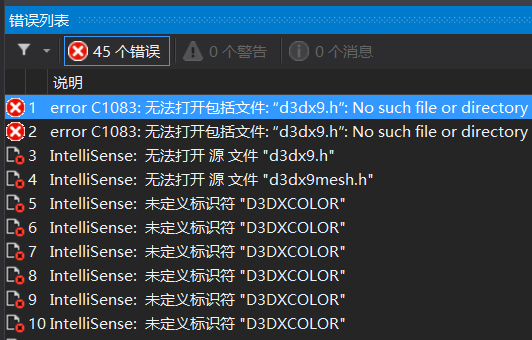 错误列表
45 个错误 0 个警告 0 个消息
说明
1 error C1083: 无法打开包括文件: “d3dx9.h”: No such file or directory
2 error C1083: 无法打开包括文件: “d3dx9.h”: No such file or directory
3 IntelliSense: 无法打开 源 文件 "d3dx9.h"
4 IntelliSense: 无法打开 源 文件 "d3dx9mesh.h"
5 IntelliSense: 未定义标识符 "D3DXCOLOR"
6 IntelliSense: 未定义标识符 "D3DXCOLOR"
7 IntelliSense: 未定义标识符 "D3DXCOLOR"
8 IntelliSense: 未定义标识符 "D3DXCOLOR"
9 IntelliSense: 未定义标识符 "D3DXCOLOR"
10 IntelliSense: 未定义标识符 "D3DXCOLOR"